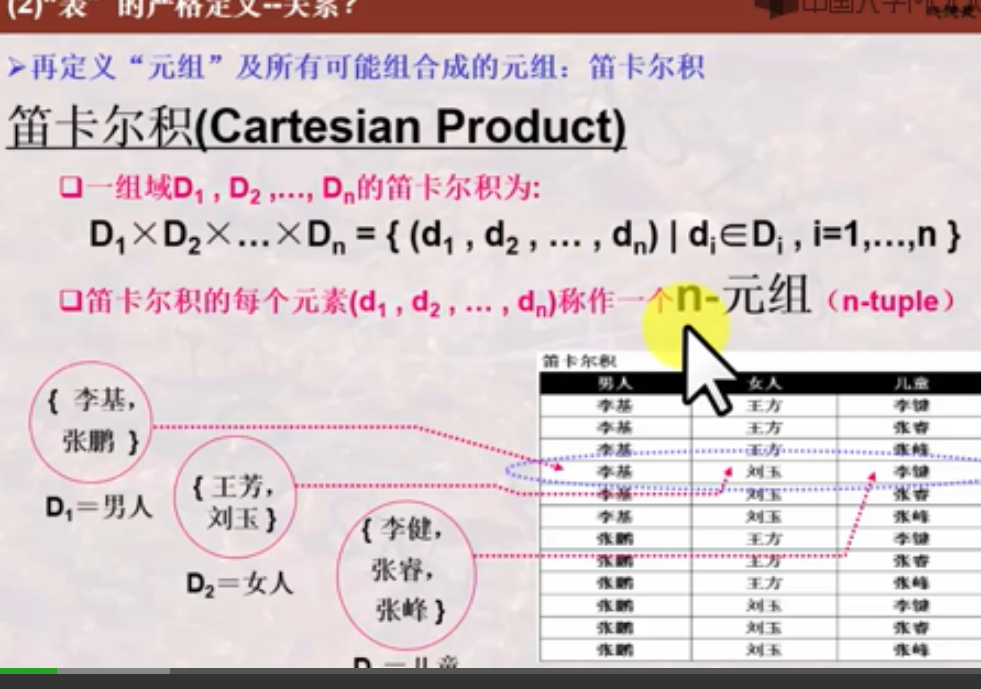 (2)“表”的严格定义--关系?
中国大学MOOC
➢再定义“元组”及所有可能组合成的元组：笛卡尔积
笛卡尔积(Cartesian Product)
❑一组域D₁ , D₂ ,..., Dₙ的笛卡尔积为:
D₁×D₂×…×Dₙ = { (d₁ , d₂ , … , dₙ) | dᵢ∈Dᵢ , i=1,…,n }
❑笛卡尔积的每个元素(d₁ , d₂ , … , dₙ)称作一个n-元组（n-tuple）
{ 李基，
张鹏 }
D₁＝男人
{ 王芳，
刘玉 }
D₂＝女人
{ 李健，
张睿，
张峰 }
笛卡尔积
男人 女人 儿童
李基 王方 李键
李基 王方 张睿
李基 王方 张峰
李基 刘玉 李键
李基 刘玉 张睿
李基 刘玉 张峰
张鹏 王方 李键
张鹏 王方 张睿
张鹏 王方 张峰
张鹏 刘玉 李键
张鹏 刘玉 张睿
张鹏 刘玉 张峰